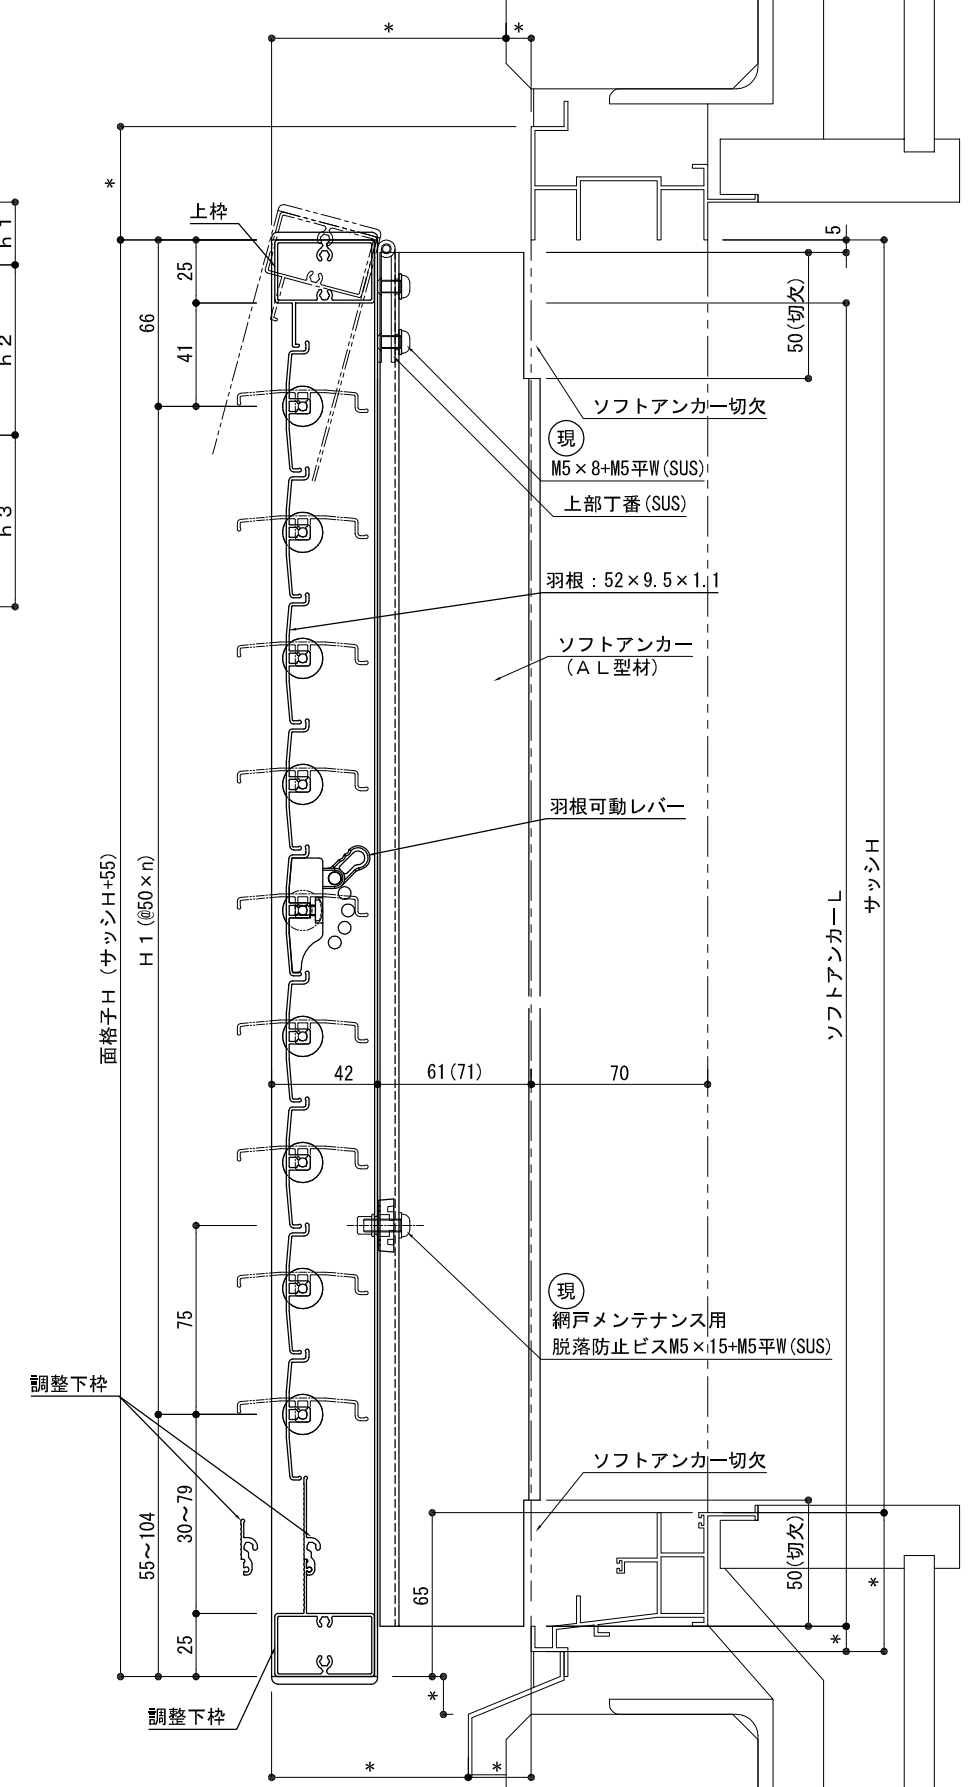 *
*
*
h1
h2
h3
上枠
25
66
41
5
50(切欠)
ソフトアンカー切欠
現
M5×8+M5平W(SUS)
上部丁番(SUS)
羽根：52×9.5×1.1
ソフトアンカー
（ＡＬ型材）
羽根可動レバー
面格子H（サッシH+55）
H1(@50×n)
ソフトアンカーL
サッシH
42
61(71)
70
75
現
網戸メンテナンス用
脱落防止ビスM5×15+M5平W(SUS)
調整下枠
ソフトアンカー切欠
30～79
55～104
65
50(切欠)
*
25
*
*
調整下枠
*
*